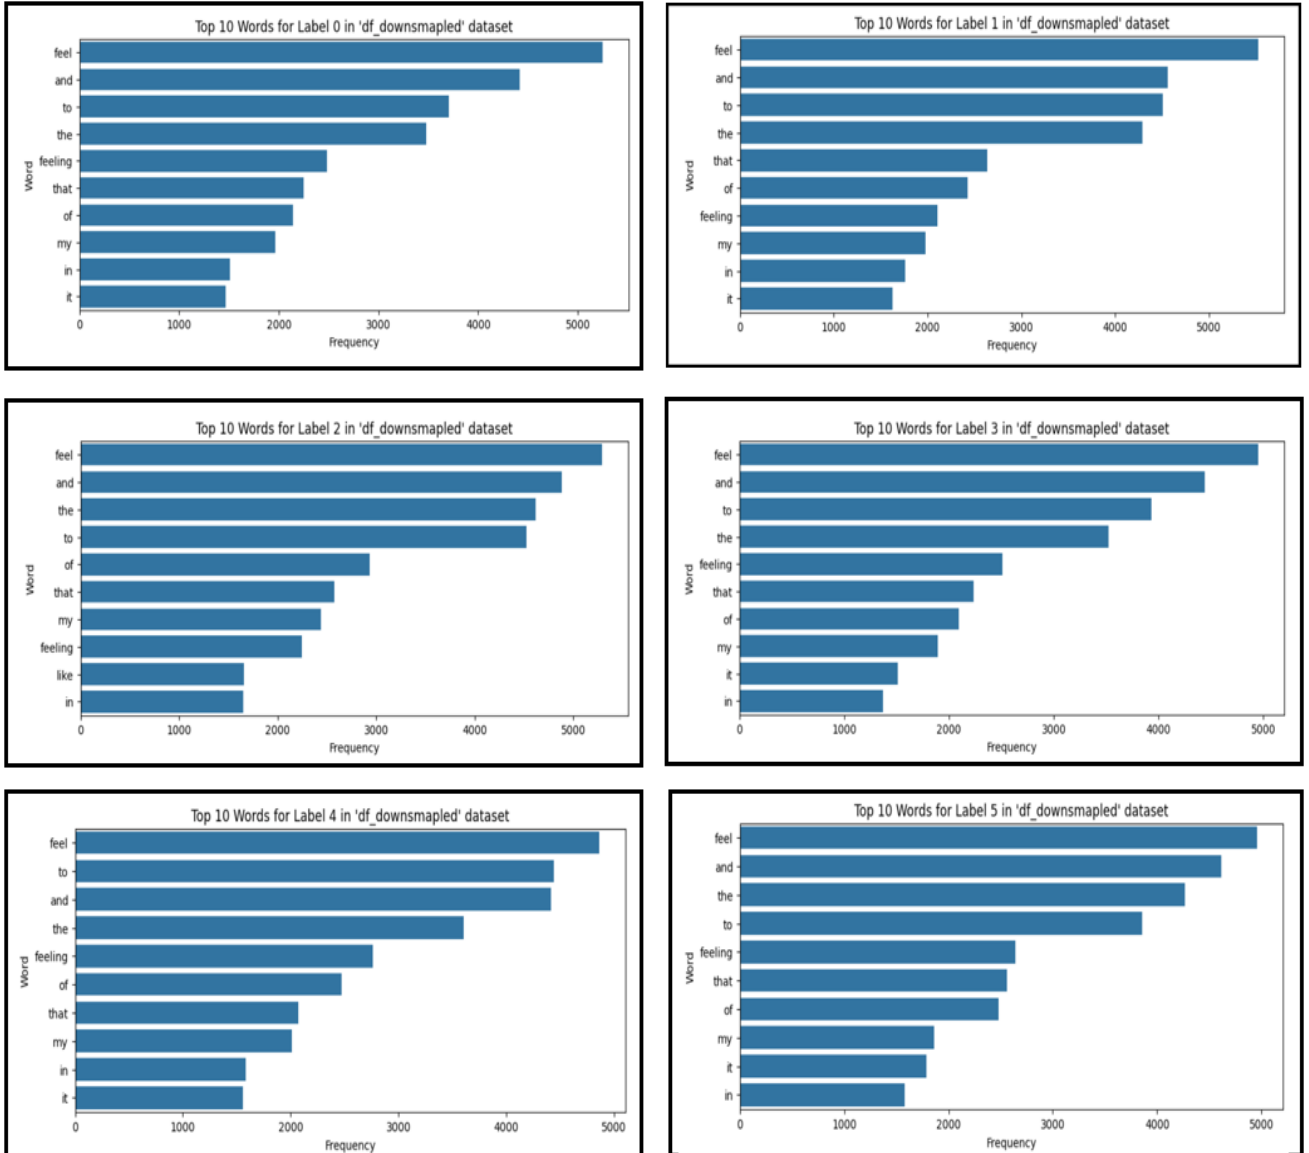 Top 10 Words for Label 0 in 'df_downsmapled' dataset
feel
and
to
the
feeling
that
of
my
in
it
Word
0 1000 2000 3000 4000 5000
Frequency
Top 10 Words for Label 1 in 'df_downsmapled' dataset
feel
and
to
the
that
of
feeling
my
in
it
Word
0 1000 2000 3000 4000 5000
Frequency
Top 10 Words for Label 2 in 'df_downsmapled' dataset
feel
and
the
to
of
that
my
feeling
like
in
Word
0 1000 2000 3000 4000 5000
Frequency
Top 10 Words for Label 3 in 'df_downsmapled' dataset
feel
and
to
the
feeling
that
of
my
it
in
Word
0 1000 2000 3000 4000 5000
Frequency
Top 10 Words for Label 4 in 'df_downsmapled' dataset
feel
to
and
the
feeling
of
that
my
in
it
Word
0 1000 2000 3000 4000 5000
Frequency
Top 10 Words for Label 5 in 'df_downsmapled' dataset
feel
and
the
to
feeling
that
of
my
it
in
Word
0 1000 2000 3000 4000 5000
Frequency